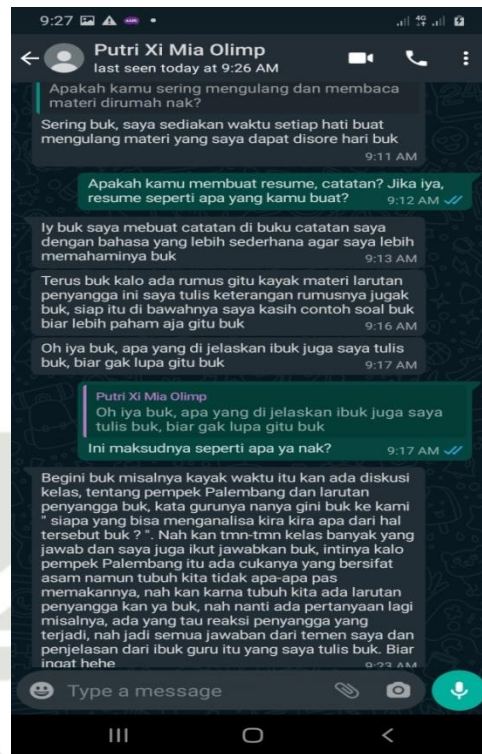 9:27
4G
Putri Xi Mia Olimp
last seen today at 9:26 AM
Apakah kamu sering mengulang dan membaca
materi dirumah nak?
Sering buk, saya sediakan waktu setiap hati buat
mengulang materi yang saya dapat disore hari buk
9:11 AM
Apakah kamu membuat resume, catatan? Jika iya,
resume seperti apa yang kamu buat? 9:12 AM
Iy buk saya mebuat catatan di buku catatan saya
dengan bahasa yang lebih sederhana agar saya lebih
memahaminya buk 9:13 AM
Terus buk kalo ada rumus gitu kayak materi larutan
penyangga ini saya tulis keterangan rumusnya jugak
buk, siap itu di bawahnya saya kasih contoh soal buk
biar lebih paham aja gitu buk 9:16 AM
Oh iya buk, apa yang di jelaskan ibuk juga saya tulis
buk, biar gak lupa gitu buk 9:17 AM
Putri Xi Mia Olimp
Oh iya buk, apa yang di jelaskan ibuk juga saya
tulis buk, biar gak lupa gitu buk
Ini maksudnya seperti apa ya nak? 9:17 AM
Begini buk misalnya kayak waktu itu kan ada diskusi
kelas, tentang pempek Palembang dan larutan
penyangga buk, kata gurunya nanya gini buk ke kami
" siapa yang bisa menganalisa kira kira apa dari hal
tersebut buk ? ". Nah kan tmn-tmn kelas banyak yang
jawab dan saya juga ikut jawabkan buk, intinya kalo
pempek Palembang itu ada cukanya yang bersifat
asam namun tubuh kita tidak apa-apa pas
memakannya, nah kan karna tubuh kita ada larutan
penyangga kan ya buk, nah nanti ada pertanyaan lagi
misalnya, ada yang tau reaksi penyangga yang
terjadi, nah jadi semua jawaban dari temen saya dan
penjelasan dari ibuk guru itu yang saya tulis buk. Biar
ingat hehe 9:23 AM
Type a message